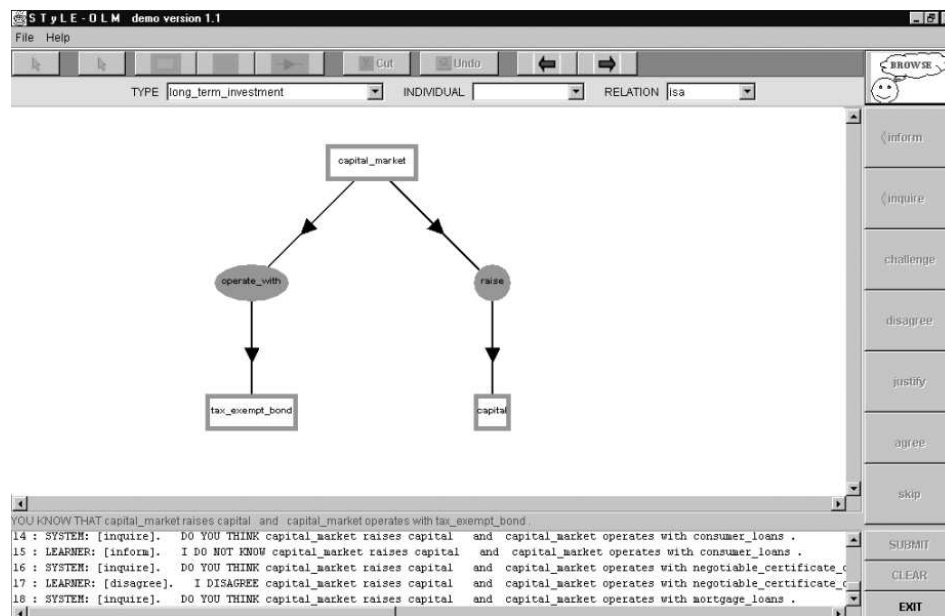 STyLE-OLM demo version 1.1
File Help
Cut Undo
BROWSE
TYPE long_term_investment INDIVIDUAL RELATION isa
capital_market
operate_with raise
tax_exempt_bond capital
inform
inquire
challenge
disagree
justify
agree
skip
YOU KNOW THAT capital_market raises capital and capital_market operates with tax_exempt_bond .
14 : SYSTEM: [inquire]. DO YOU THINK capital_market raises capital and capital_market operates with consumer_loans .
15 : LEARNER: [inform]. I DO NOT KNOW capital_market raises capital and capital_market operates with consumer_loans .
16 : SYSTEM: [inquire]. DO YOU THINK capital_market raises capital and capital_market operates with negotiable_certificate_
17 : LEARNER: [disagree]. I DISAGREE capital_market raises capital and capital_market operates with negotiable_certificate_
18 : SYSTEM: [inquire]. DO YOU THINK capital_market raises capital and capital_market operates with mortgage_loans .
SUBMIT
CLEAR
EXIT